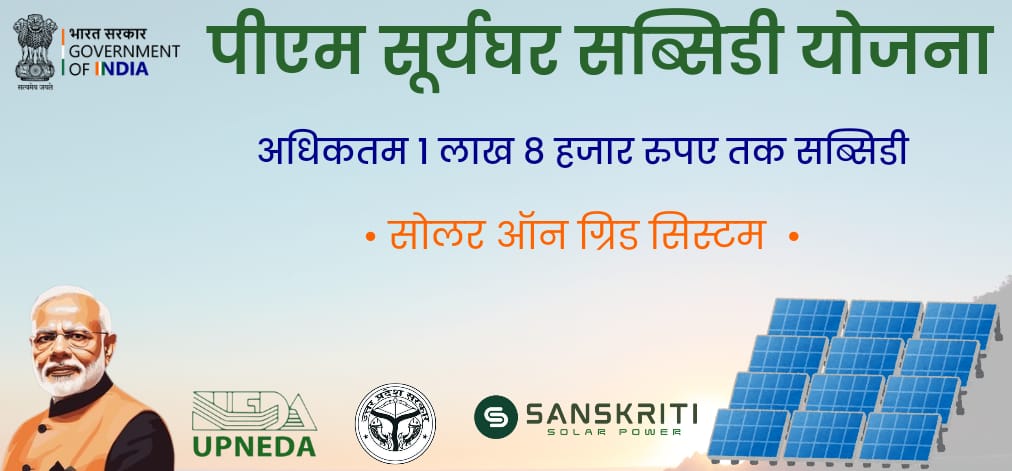 भारत सरकार
GOVERNMENT
OF INDIA
सत्यमेव जयते
पीएम सूर्यघर सब्सिडी योजना
अधिकतम 1 लाख 8 हजार रुपए तक सब्सिडी
• सोलर ऑन ग्रिड सिस्टम •
UPNEDA
उत्तर प्रदेश सरकार
S SANSKRITI
SOLAR POWER